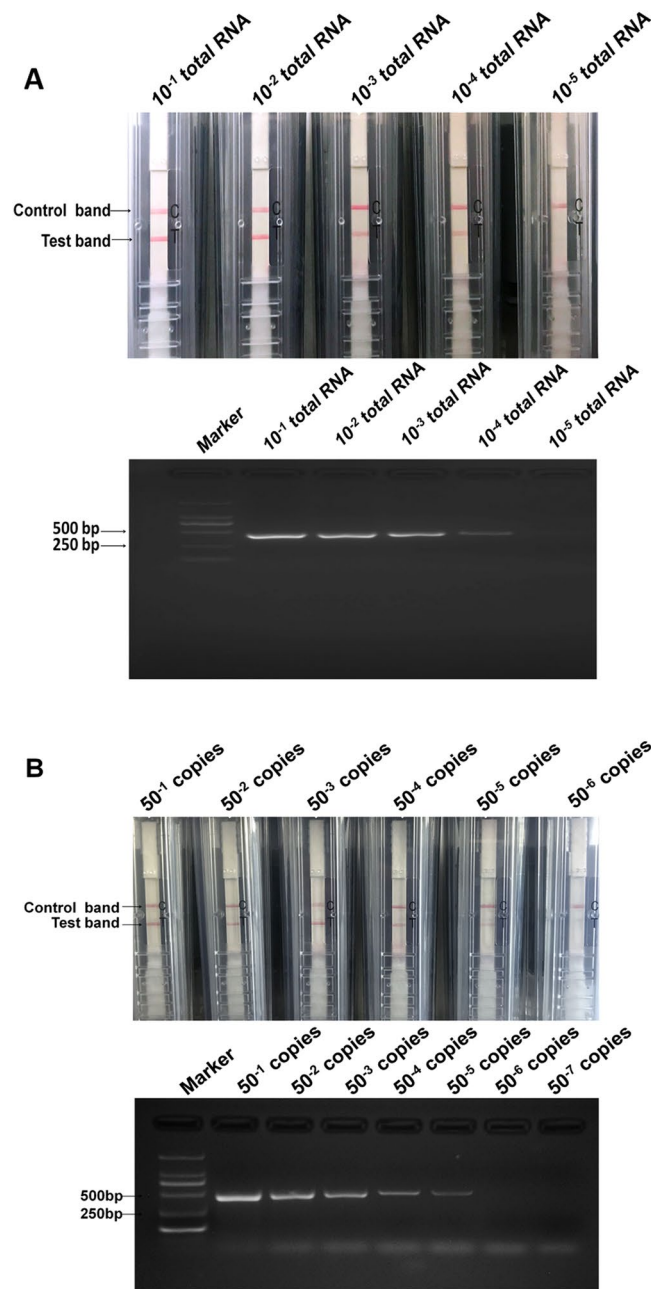 A
10⁻¹ total RNA
10⁻² total RNA
10⁻³ total RNA
10⁻⁴ total RNA
10⁻⁵ total RNA
Control band
Test band
C
T
C
T
C
T
C
T
C
T
Marker
10⁻¹ total RNA
10⁻² total RNA
10⁻³ total RNA
10⁻⁴ total RNA
10⁻⁵ total RNA
500 bp
250 bp
B
50⁻¹ copies
50⁻² copies
50⁻³ copies
50⁻⁴ copies
50⁻⁵ copies
50⁻⁶ copies
Control band
Test band
C
T
C
T
C
T
C
T
C
T
C
T
Marker
50⁻¹ copies
50⁻² copies
50⁻³ copies
50⁻⁴ copies
50⁻⁵ copies
50⁻⁶ copies
50⁻⁷ copies
500bp
250bp